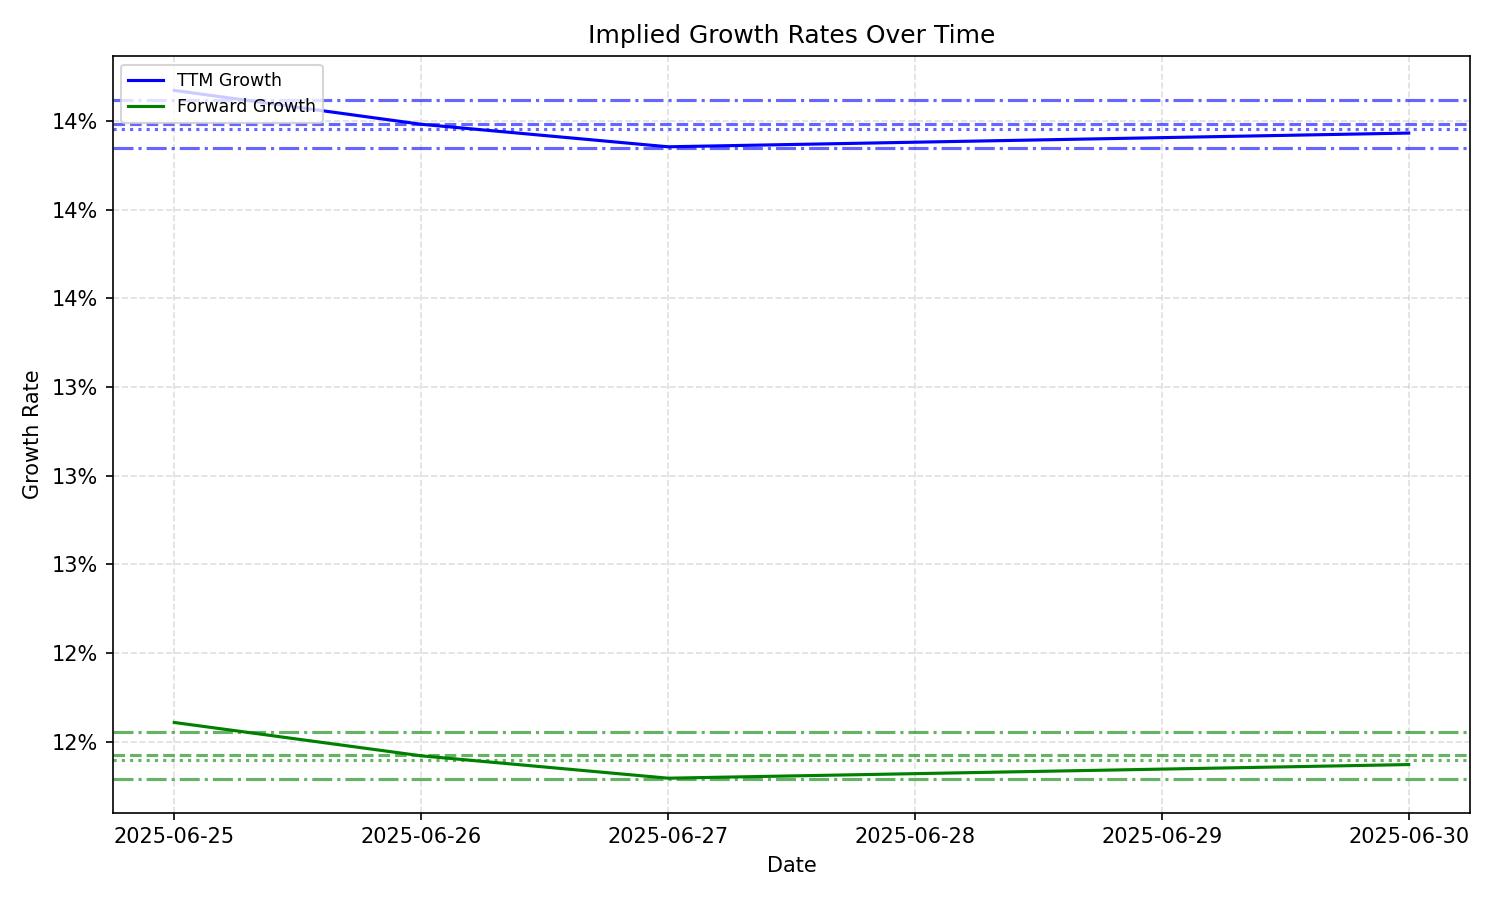 Implied Growth Rates Over Time
TTM Growth
Forward Growth
14%
14%
14%
13%
13%
13%
12%
12%
Growth Rate
2025-06-25 2025-06-26 2025-06-27 2025-06-28 2025-06-29 2025-06-30
Date